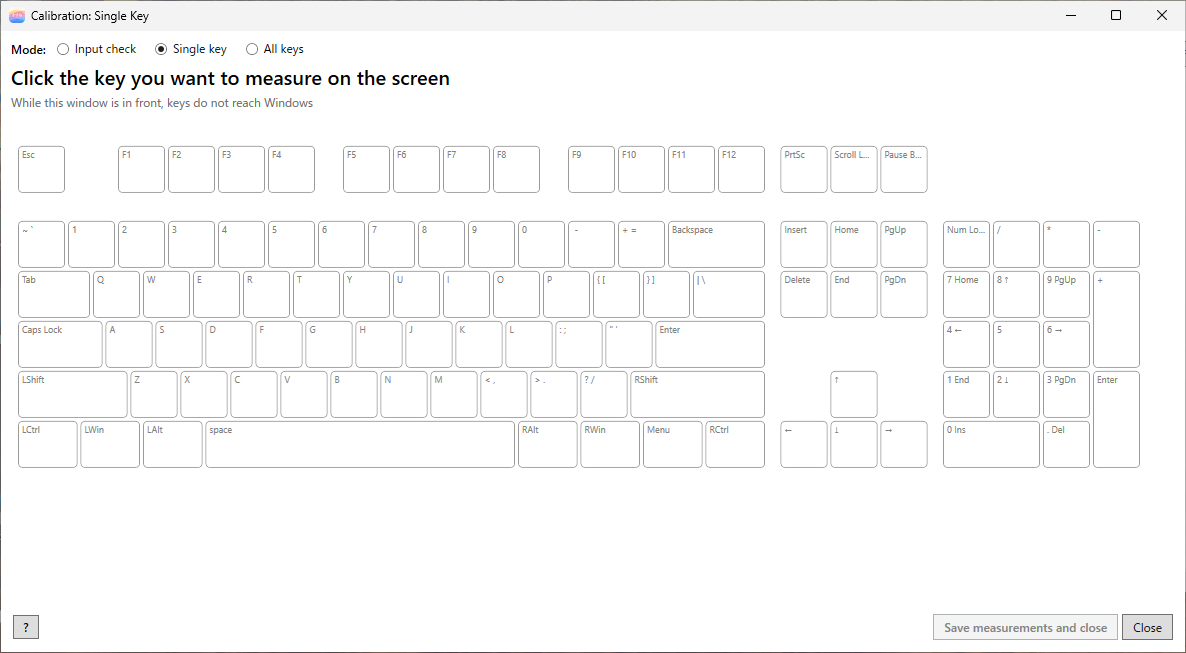 Calibration: Single Key
Mode: Input check Single key All keys
Click the key you want to measure on the screen
While this window is in front, keys do not reach Windows
Esc F1 F2 F3 F4 F5 F6 F7 F8 F9 F10 F11 F12 PrtSc Scroll L... Pause B...
~ ` 1 2 3 4 5 6 7 8 9 0 - + = Backspace Insert Home PgUp Num Lo... / * -
Tab Q W E R T Y U I O P { [ } ] | \ Delete End PgDn 7 Home 8 ↑ 9 PgUp +
Caps Lock A S D F G H J K L : ; " ' Enter 4 ← 5 6 →
LShift Z X C V B N M < , > . ? / RShift ↑ 1 End 2 ↓ 3 PgDn Enter
LCtrl LWin LAlt space RAlt RWin Menu RCtrl ← ↓ → 0 Ins . Del
? Save measurements and close Close